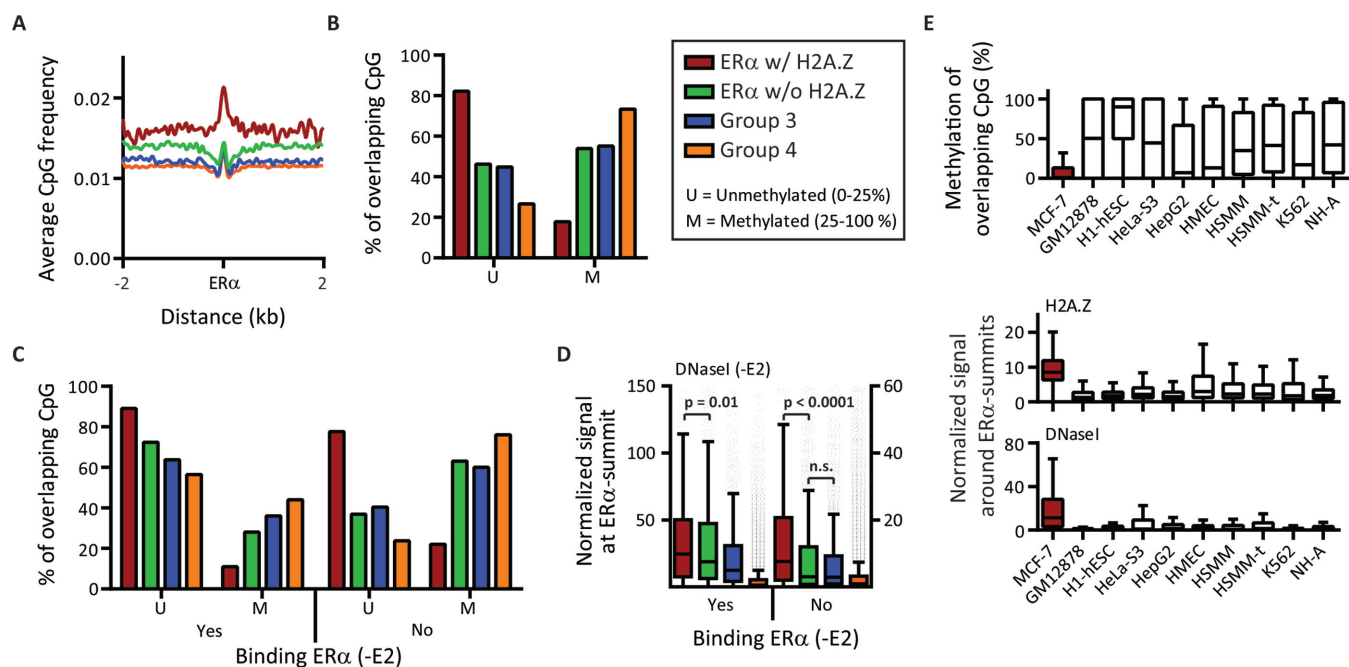 A
Average CpG frequency
0.02
0.01
0.00
-2
ERα
2
Distance (kb)
B
% of overlapping CpG
100
80
60
40
20
0
U
M
ERα w/ H2A.Z
ERα w/o H2A.Z
Group 3
Group 4
U = Unmethylated (0-25%)
M = Methylated (25-100 %)
C
% of overlapping CpG
100
80
60
40
20
0
U
M
U
M
Yes
No
Binding ERα (-E2)
D
DNaseI (-E2)
Normalized signal
at ERα-summit
150
100
50
60
40
20
p = 0.01
p < 0.0001
n.s.
Yes
No
Binding ERα (-E2)
E
Methylation of
overlapping CpG (%)
100
50
0
MCF-7
GM12878
H1-hESC
HeLa-S3
HepG2
HMEC
HSMM
HSMM-t
K562
NH-A
Normalized signal
around ERα-summits
H2A.Z
20
10
0
DNaseI
80
40
0
MCF-7
GM12878
H1-hESC
HeLa-S3
HepG2
HMEC
HSMM
HSMM-t
K562
NH-A